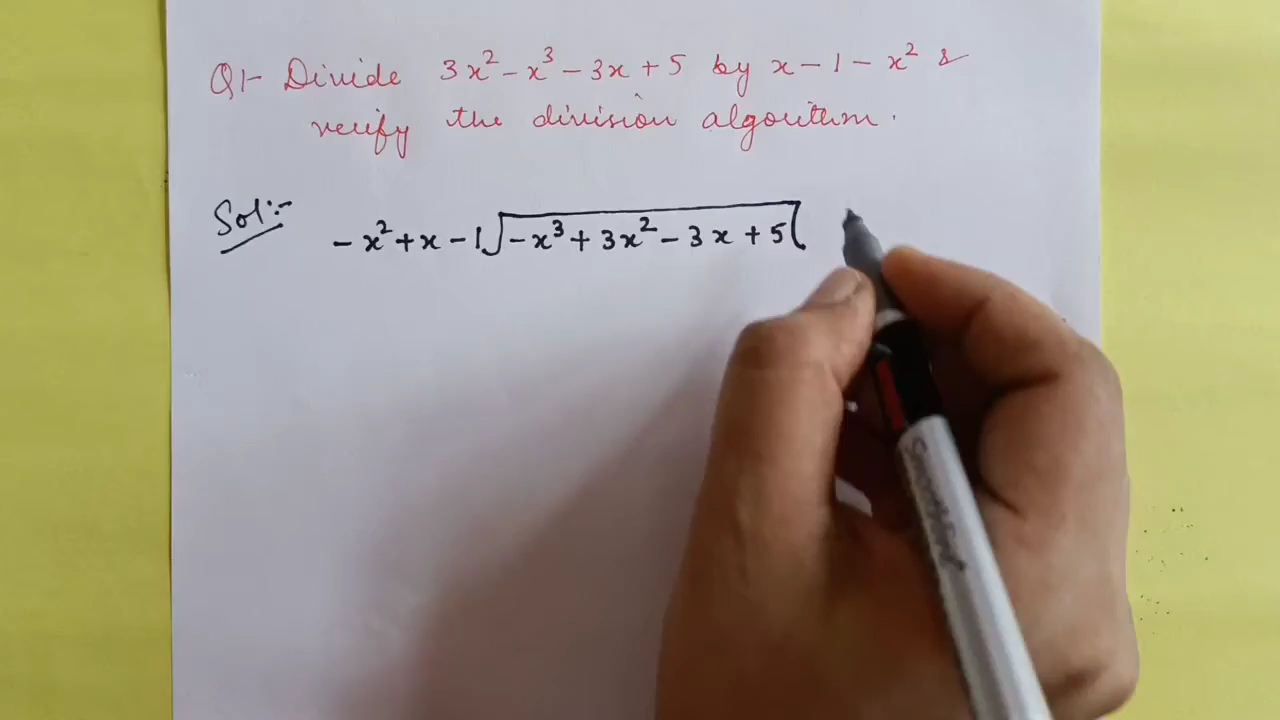 Q1- Divide 3x² - x³ - 3x + 5 by x - 1 - x² &
verify the division algorithm.
Sol:-
- x² + x - 1 √ - x³ + 3x² - 3x + 5 (